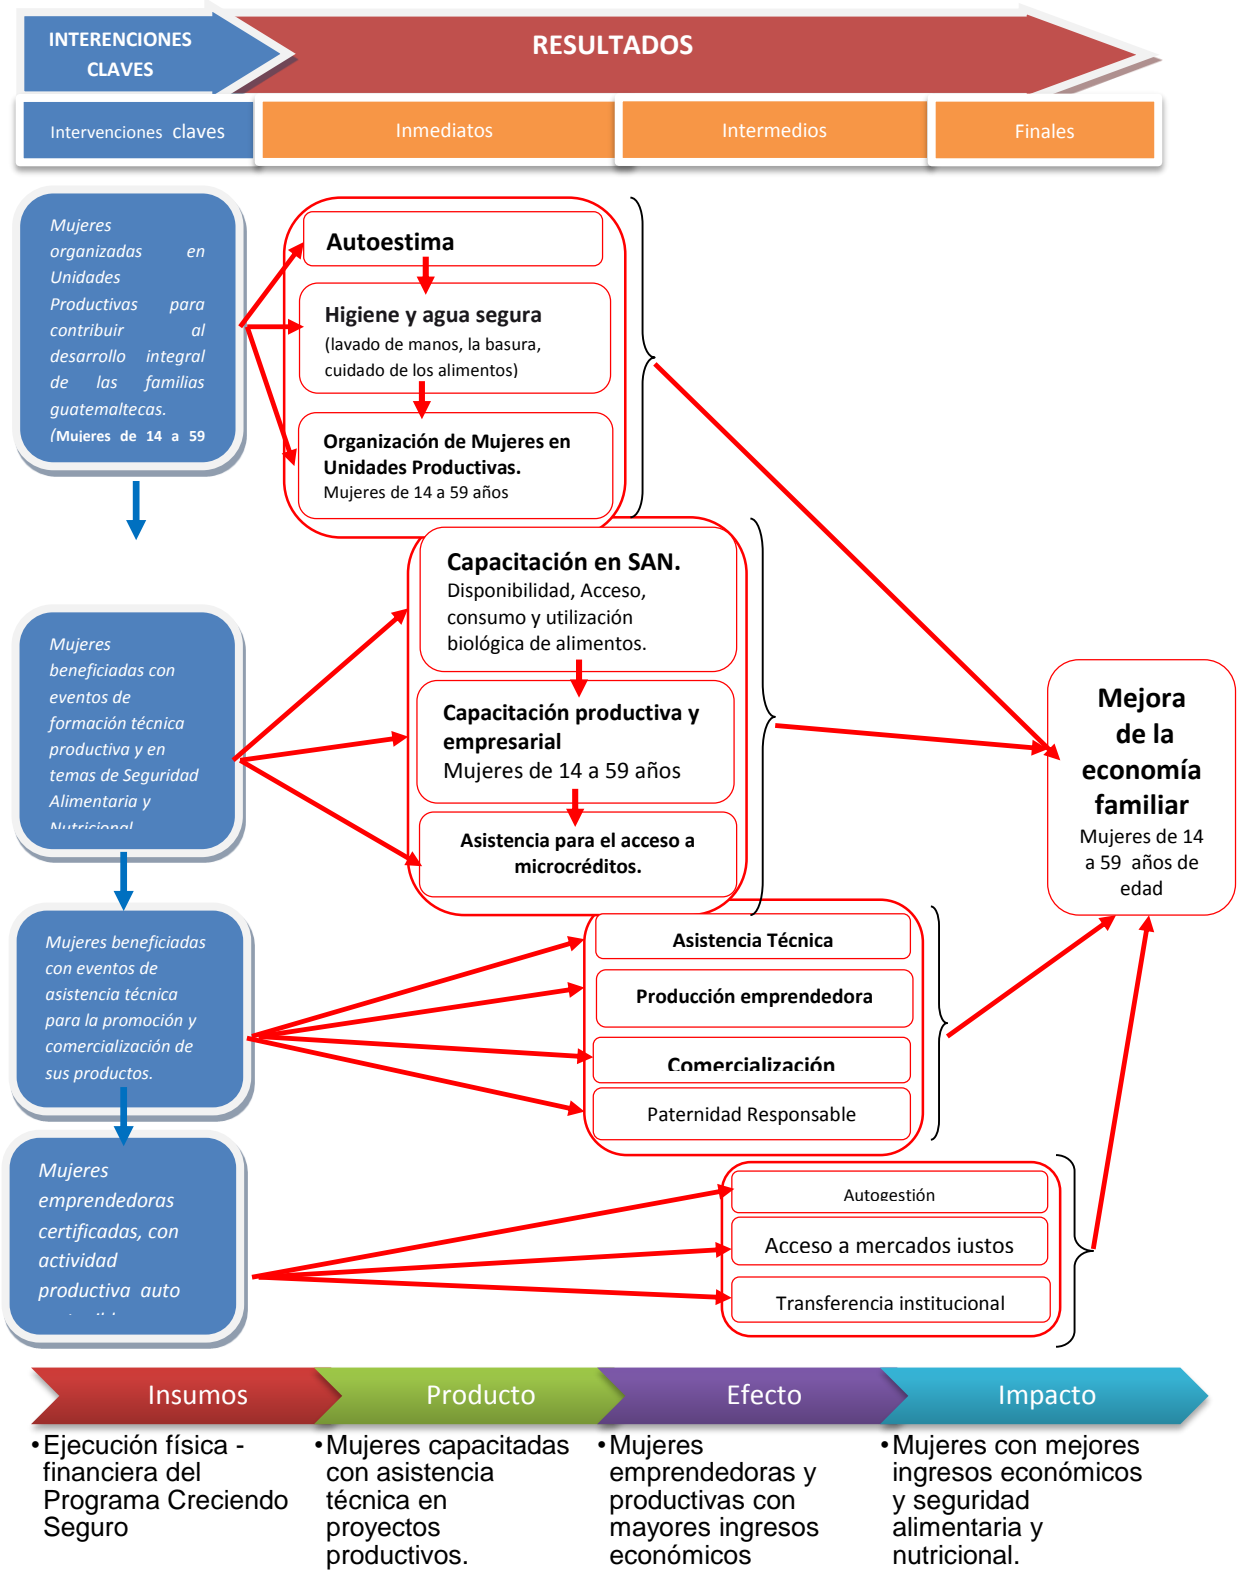 INTERENCIONES
CLAVES
RESULTADOS
Intervenciones claves
Inmediatos
Intermedios
Finales
Mujeres
organizadas en
Unidades
Productivas para
contribuir al
desarrollo integral
de las familias
guatemaltecas.
(Mujeres de 14 a 59
Autoestima
Higiene y agua segura
(lavado de manos, la basura,
cuidado de los alimentos)
Organización de Mujeres en
Unidades Productivas.
Mujeres de 14 a 59 años
Mujeres
beneficiadas con
eventos de
formación técnica
productiva y en
temas de Seguridad
Alimentaria y
Nutricional
Capacitación en SAN.
Disponibilidad, Acceso,
consumo y utilización
biológica de alimentos.
Capacitación productiva y
empresarial
Mujeres de 14 a 59 años
Asistencia para el acceso a
microcréditos.
Mejora
de la
economía
familiar
Mujeres de 14
a 59 años de
edad
Mujeres beneficiadas
con eventos de
asistencia técnica
para la promoción y
comercialización de
sus productos.
Asistencia Técnica
Producción emprendedora
Comercialización
Paternidad Responsable
Mujeres
emprendedoras
certificadas, con
actividad
productiva auto
Autogestión
Acceso a mercados justos
Transferencia institucional
Insumos
Producto
Efecto
Impacto
•Ejecución física -
financiera del
Programa Creciendo
Seguro
•Mujeres capacitadas
con asistencia
técnica en
proyectos
productivos.
•Mujeres
emprendedoras y
productivas con
mayores ingresos
económicos
•Mujeres con mejores
ingresos económicos
y seguridad
alimentaria y
nutricional.